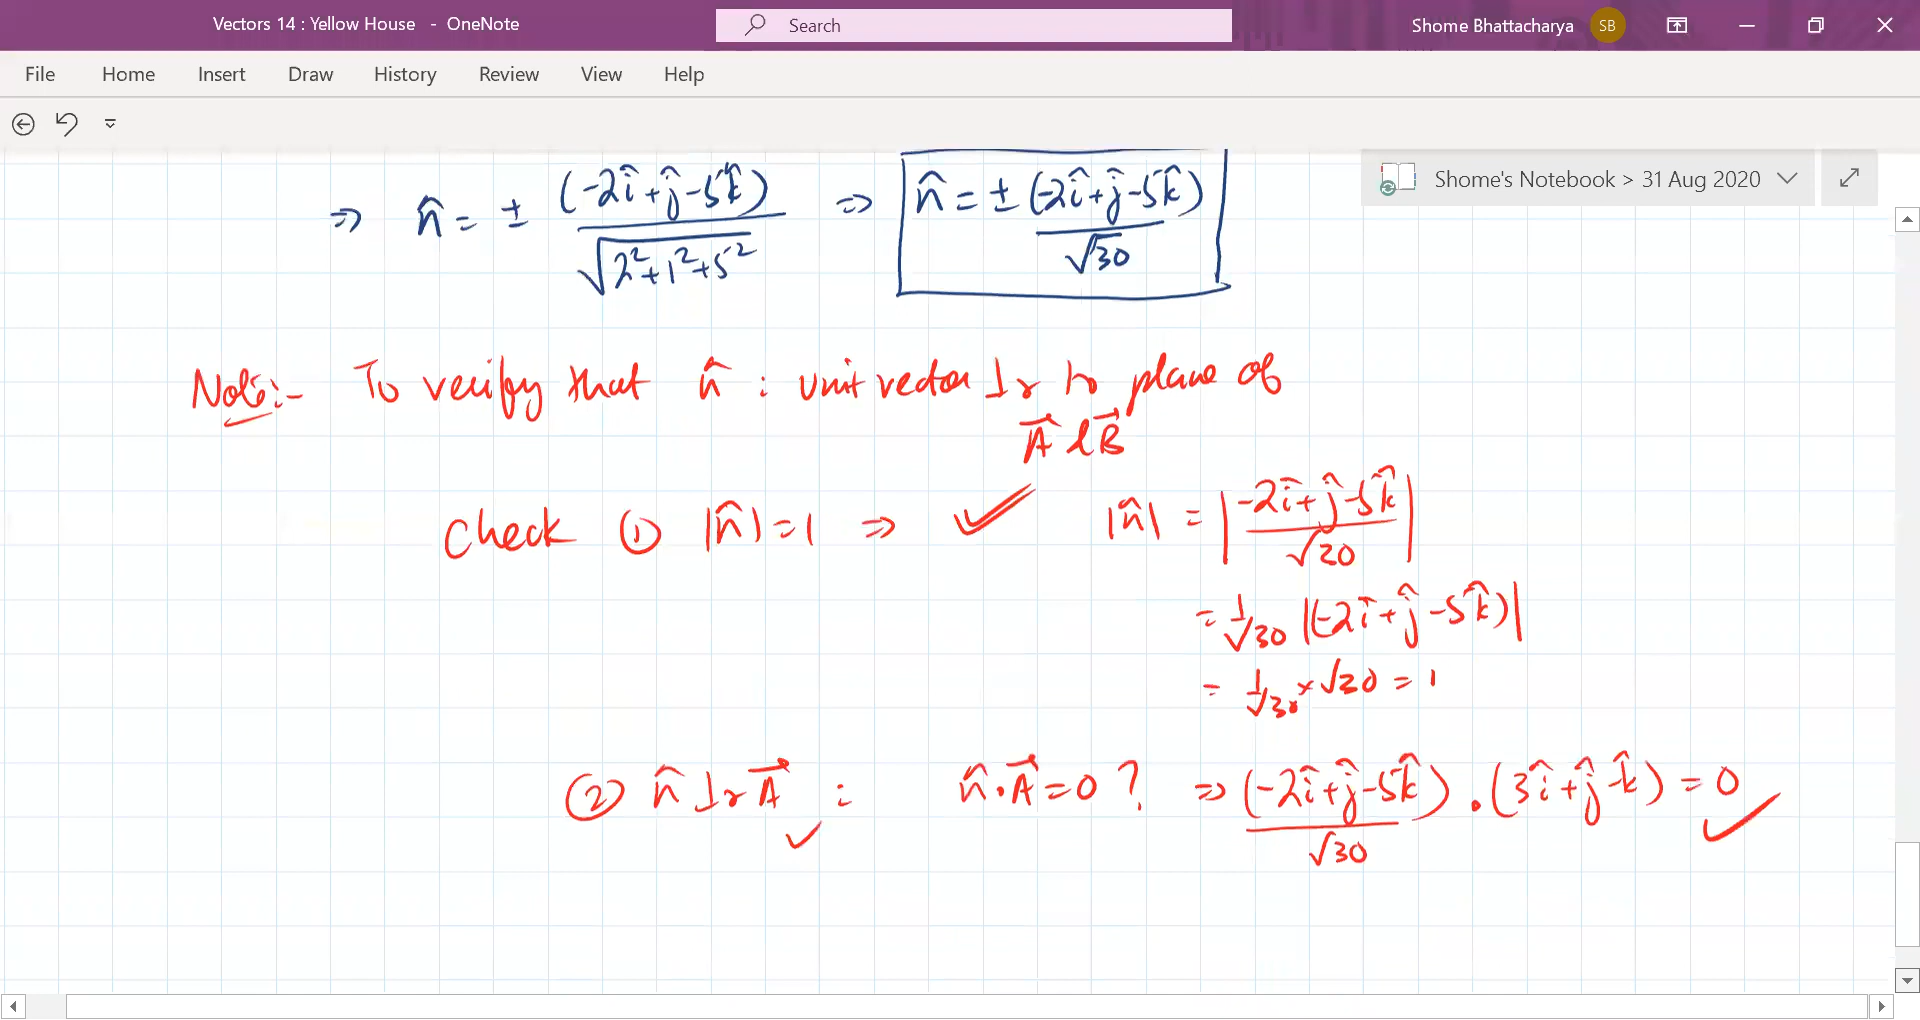 Vectors 14 : Yellow House - OneNote
Search
Shome Bhattacharya SB
File Home Insert Draw History Review View Help
Shome's Notebook > 31 Aug 2020
⇒ n̂ = ± (-2î+ĵ-5k̂) / √(2²+1²+5²) ⇒ n̂ = ± (-2î+ĵ-5k̂) / √30
Note:- To verify that n̂ : unit vector ⊥r to plane of
A⃗ & B⃗
Check ① |n̂| = 1 ⇒ ✓ |n̂| = |(-2î+ĵ-5k̂) / √30|
= 1/√30 |(-2î+ĵ-5k̂)|
= 1/√30 × √30 = 1
② n̂ ⊥r A⃗ : n̂.A⃗ = 0 ? ⇒ (-2î+ĵ-5k̂) / √30 . (3î+ĵ-k̂) = 0 ✓
✓